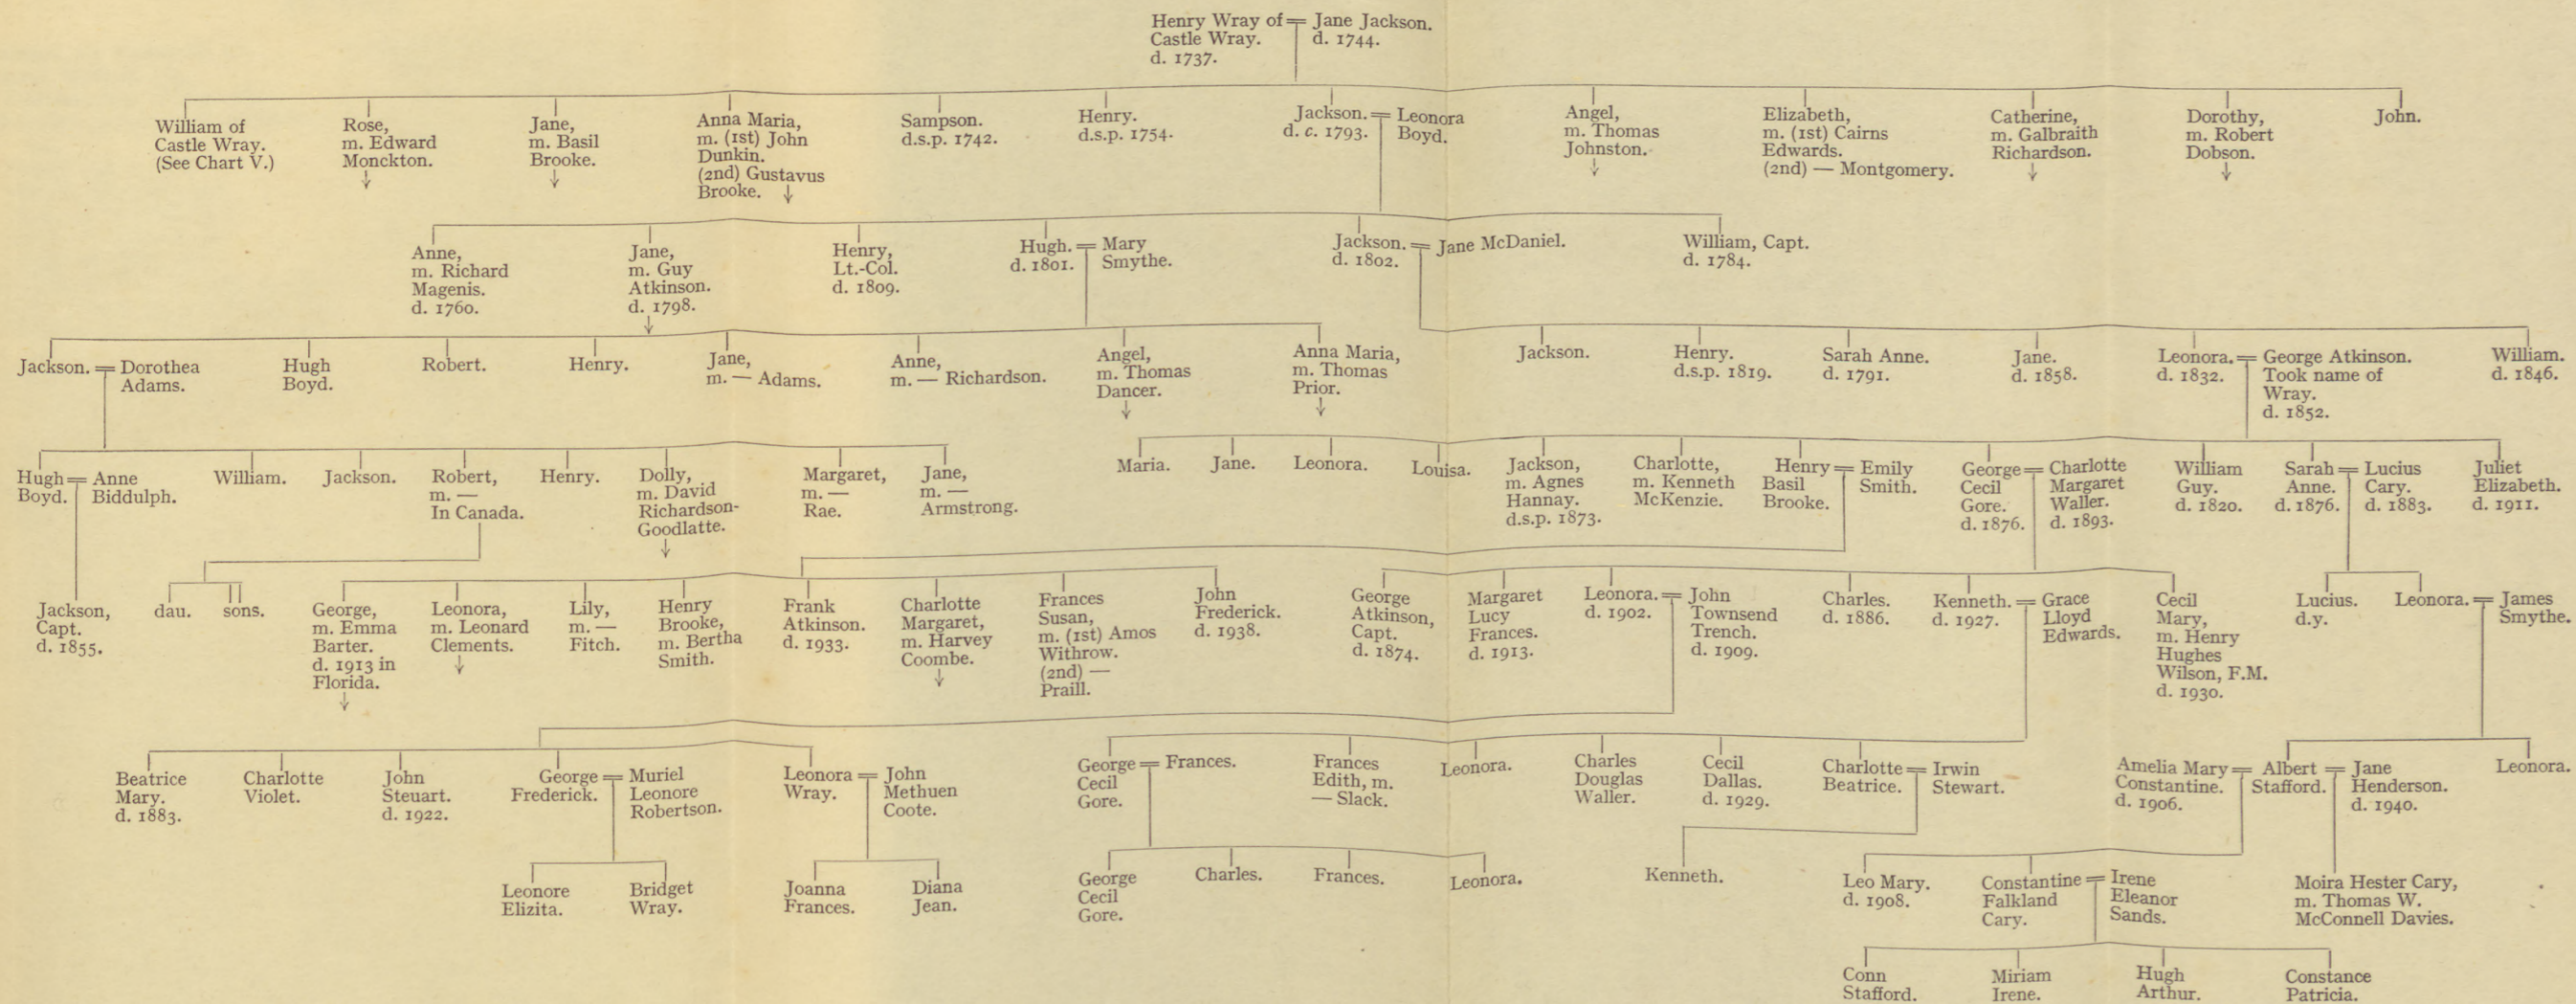 Henry Wray of
Castle Wray.
d. 1737.
Jane Jackson.
d. 1744.
William of
Castle Wray.
(See Chart V.)
Rose,
m. Edward
Monckton.
Jane,
m. Basil
Brooke.
Anna Maria,
m. (1st) John
Dunkin.
(2nd) Gustavus
Brooke.
Sampson.
d.s.p. 1742.
Henry.
d.s.p. 1754.
Jackson.
d. c. 1793.
Leonora
Boyd.
Angel,
m. Thomas
Johnston.
Elizabeth,
m. (1st) Cairns
Edwards.
(2nd) — Montgomery.
Catherine,
m. Galbraith
Richardson.
Dorothy,
m. Robert
Dobson.
John.
Anne,
m. Richard
Magenis.
d. 1760.
Jane,
m. Guy
Atkinson.
d. 1798.
Henry,
Lt.-Col.
d. 1809.
Hugh.
d. 1801.
Mary
Smythe.
Jackson.
d. 1802.
Jane McDaniel.
William, Capt.
d. 1784.
Jackson.
Dorothea
Adams.
Hugh
Boyd.
Robert.
Henry.
Jane,
m. — Adams.
Anne,
m. — Richardson.
Angel,
m. Thomas
Dancer.
Anna Maria,
m. Thomas
Prior.
Jackson.
Henry.
d.s.p. 1819.
Sarah Anne.
d. 1791.
Jane.
d. 1858.
Leonora.
d. 1832.
George Atkinson.
Took name of
Wray.
d. 1852.
William.
d. 1846.
Hugh
Boyd.
Anne
Biddulph.
William.
Jackson.
Robert,
m. —
In Canada.
Henry.
Dolly,
m. David
Richardson-
Goodlatte.
Margaret,
m. —
Rae.
Jane,
m. —
Armstrong.
Maria.
Jane.
Leonora.
Louisa.
Jackson,
m. Agnes
Hannay.
d.s.p. 1873.
Charlotte,
m. Kenneth
McKenzie.
Henry
Basil
Brooke.
Emily
Smith.
George
Cecil
Gore.
d. 1876.
Charlotte
Margaret
Waller.
d. 1893.
William
Guy.
d. 1820.
Sarah
Anne.
d. 1876.
Lucius
Cary.
d. 1883.
Juliet
Elizabeth.
d. 1911.
Jackson,
Capt.
d. 1855.
dau.
sons.
George,
m. Emma
Barter.
d. 1913 in
Florida.
Leonora,
m. Leonard
Clements.
Lily,
m. —
Fitch.
Henry
Brooke,
m. Bertha
Smith.
Frank
Atkinson.
d. 1933.
Charlotte
Margaret,
m. Harvey
Coombe.
Frances
Susan,
m. (1st) Amos
Withrow.
(2nd) —
Praill.
John
Frederick.
d. 1938.
George
Atkinson,
Capt.
d. 1874.
Margaret
Lucy
Frances.
d. 1913.
Leonora.
d. 1902.
John
Townsend
Trench.
d. 1909.
Charles.
d. 1886.
Kenneth.
d. 1927.
Grace
Lloyd
Edwards.
Cecil
Mary,
m. Henry
Hughes
Wilson, F.M.
d. 1930.
Lucius.
d.y.
Leonora.
James
Smythe.
Beatrice
Mary.
d. 1883.
Charlotte
Violet.
John
Steuart.
d. 1922.
George
Frederick.
Muriel
Leonore
Robertson.
Leonora
Wray.
John
Methuen
Coote.
George
Cecil
Gore.
Frances.
Frances
Edith, m.
— Slack.
Leonora.
Charles
Douglas
Waller.
Cecil
Dallas.
d. 1929.
Charlotte
Beatrice.
Irwin
Stewart.
Amelia Mary
Constantine.
d. 1906.
Albert
Stafford.
Jane
Henderson.
d. 1940.
Leonora.
Leonore
Elizita.
Bridget
Wray.
Joanna
Frances.
Diana
Jean.
George
Cecil
Gore.
Charles.
Frances.
Leonora.
Kenneth.
Leo Mary.
d. 1908.
Constantine
Falkland
Cary.
Irene
Eleanor
Sands.
Moira Hester Cary,
m. Thomas W.
McConnell Davies.
Conn
Stafford.
Miriam
Irene.
Hugh
Arthur.
Constance
Patricia.